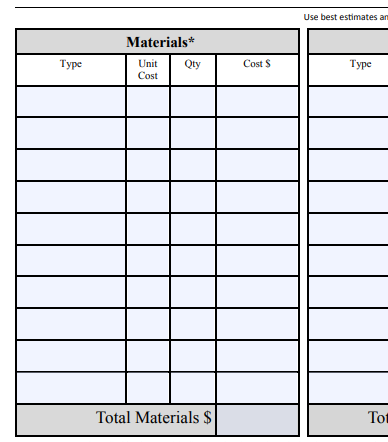 Use best estimates an
Materials*
Type Unit Cost Qty Cost $ Type
Total Materials $ Tot